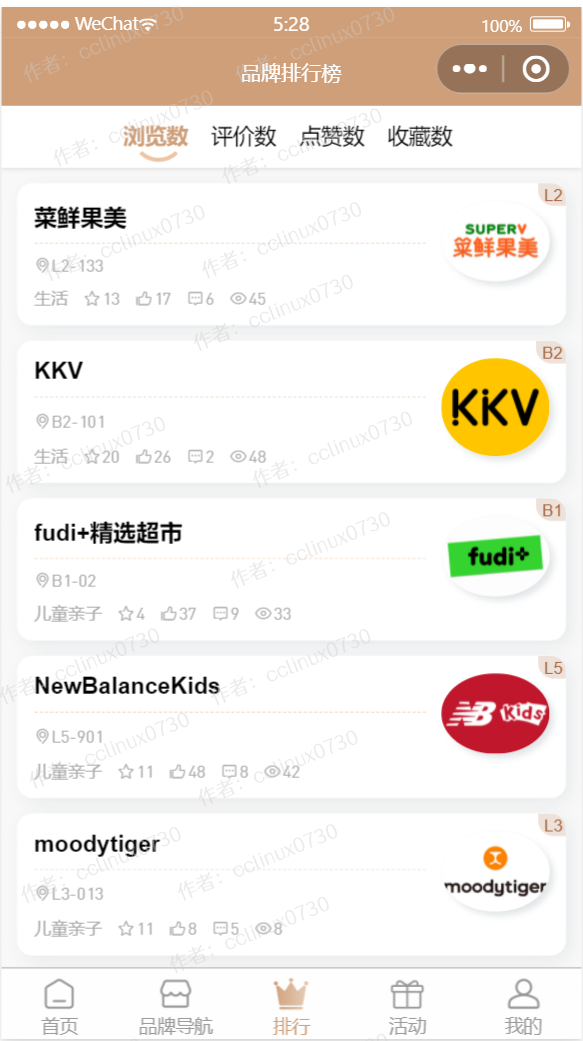 WeChat 5:28 100%
品牌排行榜
浏览数 评价数 点赞数 收藏数
L2
菜鲜果美
SUPERV
菜鲜果美
L2-133
生活 13 17 6 45
B2
KKV
KKV
B2-101
生活 20 26 2 48
B1
fudi+精选超市
fudi+
B1-02
儿童亲子 4 37 9 33
L5
NewBalanceKids
NB Kids
L5-901
儿童亲子 11 48 8 42
L3
moodytiger
moodytiger
L3-013
儿童亲子 11 8 5 8
首页 品牌导航 排行 活动 我的
作者：cclinux0730